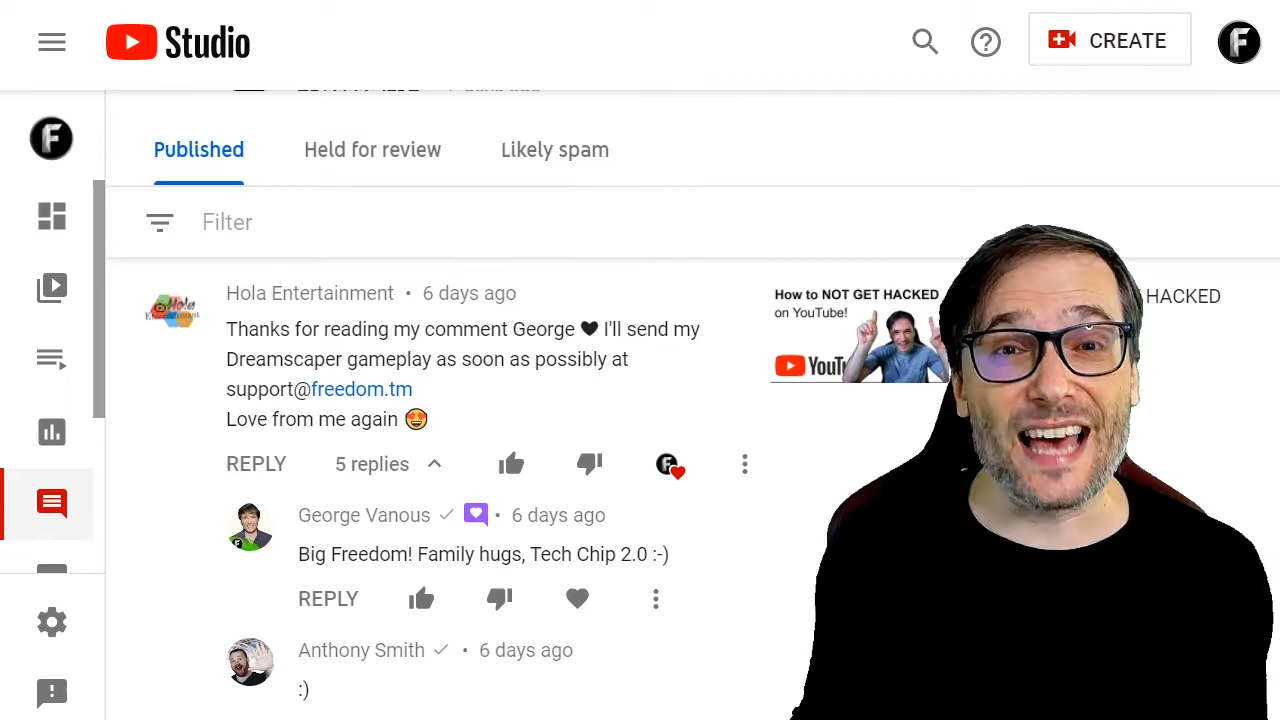 Studio
CREATE
Published
Held for review
Likely spam
Filter
Hola Entertainment • 6 days ago
Thanks for reading my comment George 🖤 I'll send my
Dreamscaper gameplay as soon as possibly at
support@freedom.tm
Love from me again 😍
REPLY
5 replies
How to NOT GET HACKED
on YouTube!
YouTu
HACKED
George Vanous • 6 days ago
Big Freedom! Family hugs, Tech Chip 2.0 :-)
REPLY
Anthony Smith • 6 days ago
:)